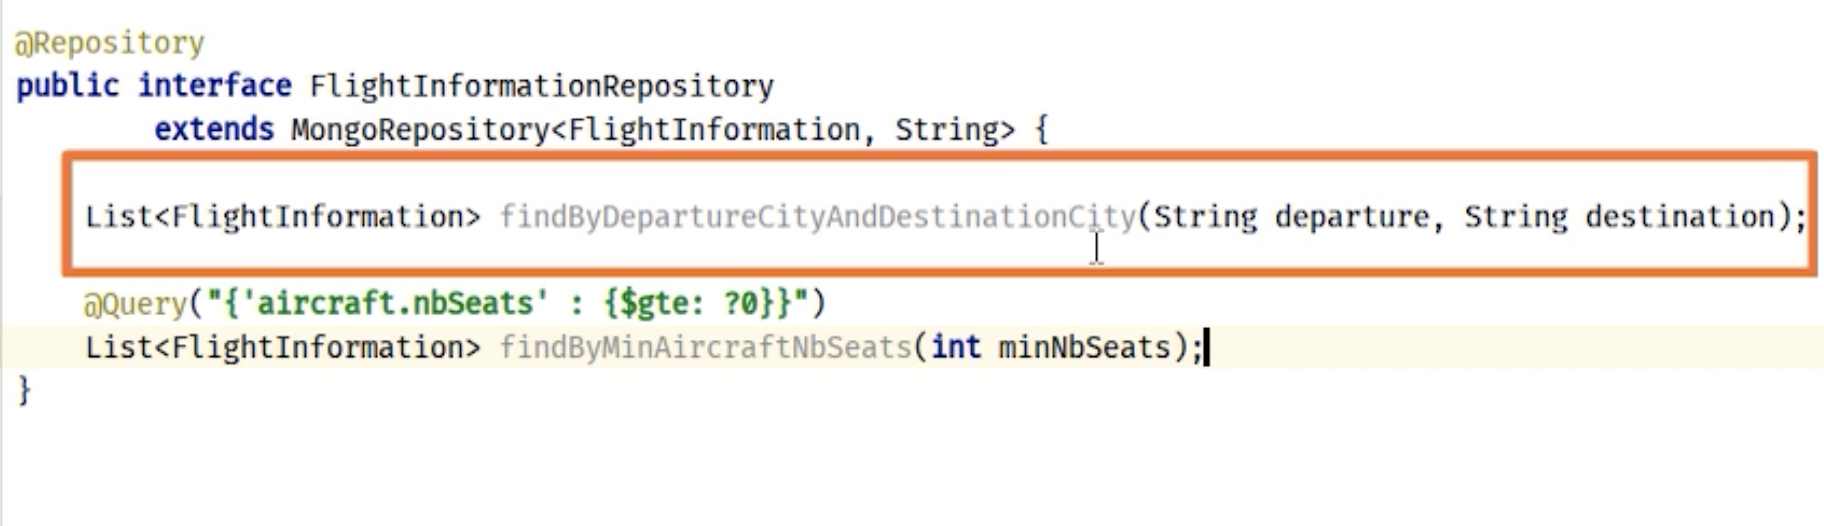 @Repository
public interface FlightInformationRepository
extends MongoRepository<FlightInformation, String> {
List<FlightInformation> findByDepartureCityAndDestinationCity(String departure, String destination);
@Query("{'aircraft.nbSeats' : {$gte: ?0}}")
List<FlightInformation> findByMinAircraftNbSeats(int minNbSeats);
}